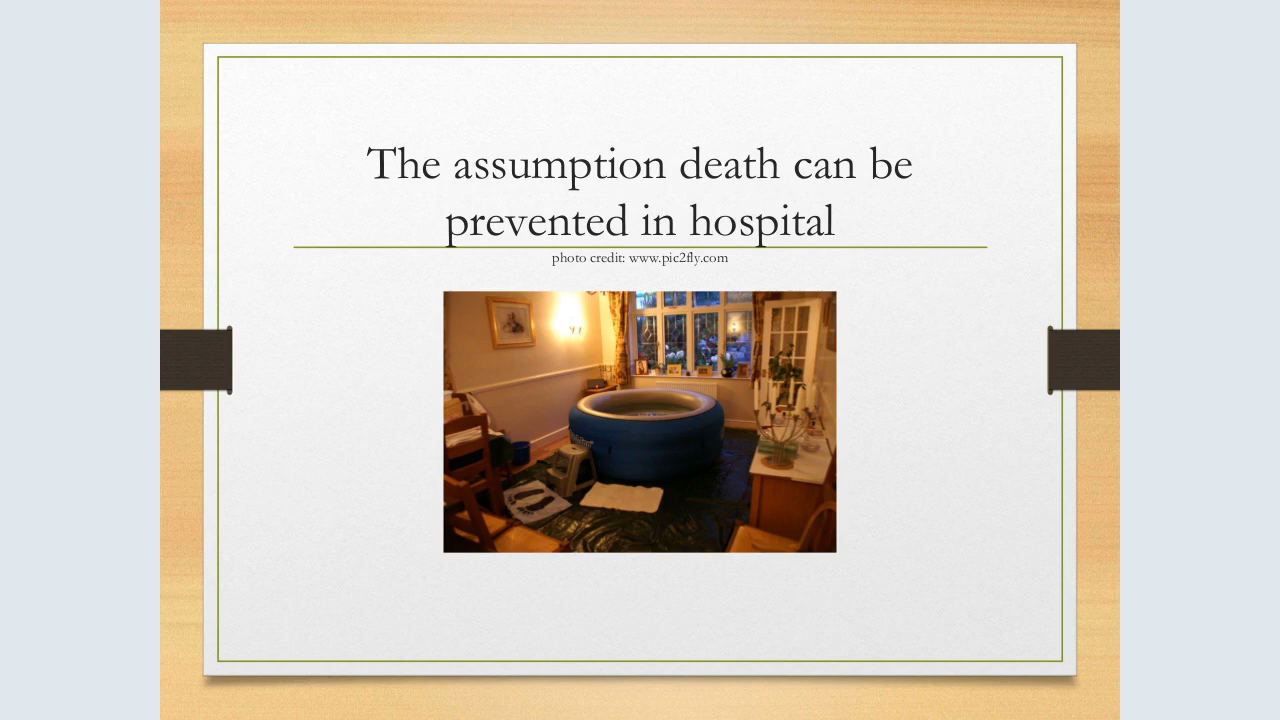 The assumption death can be
prevented in hospital
photo credit: www.pic2fly.com